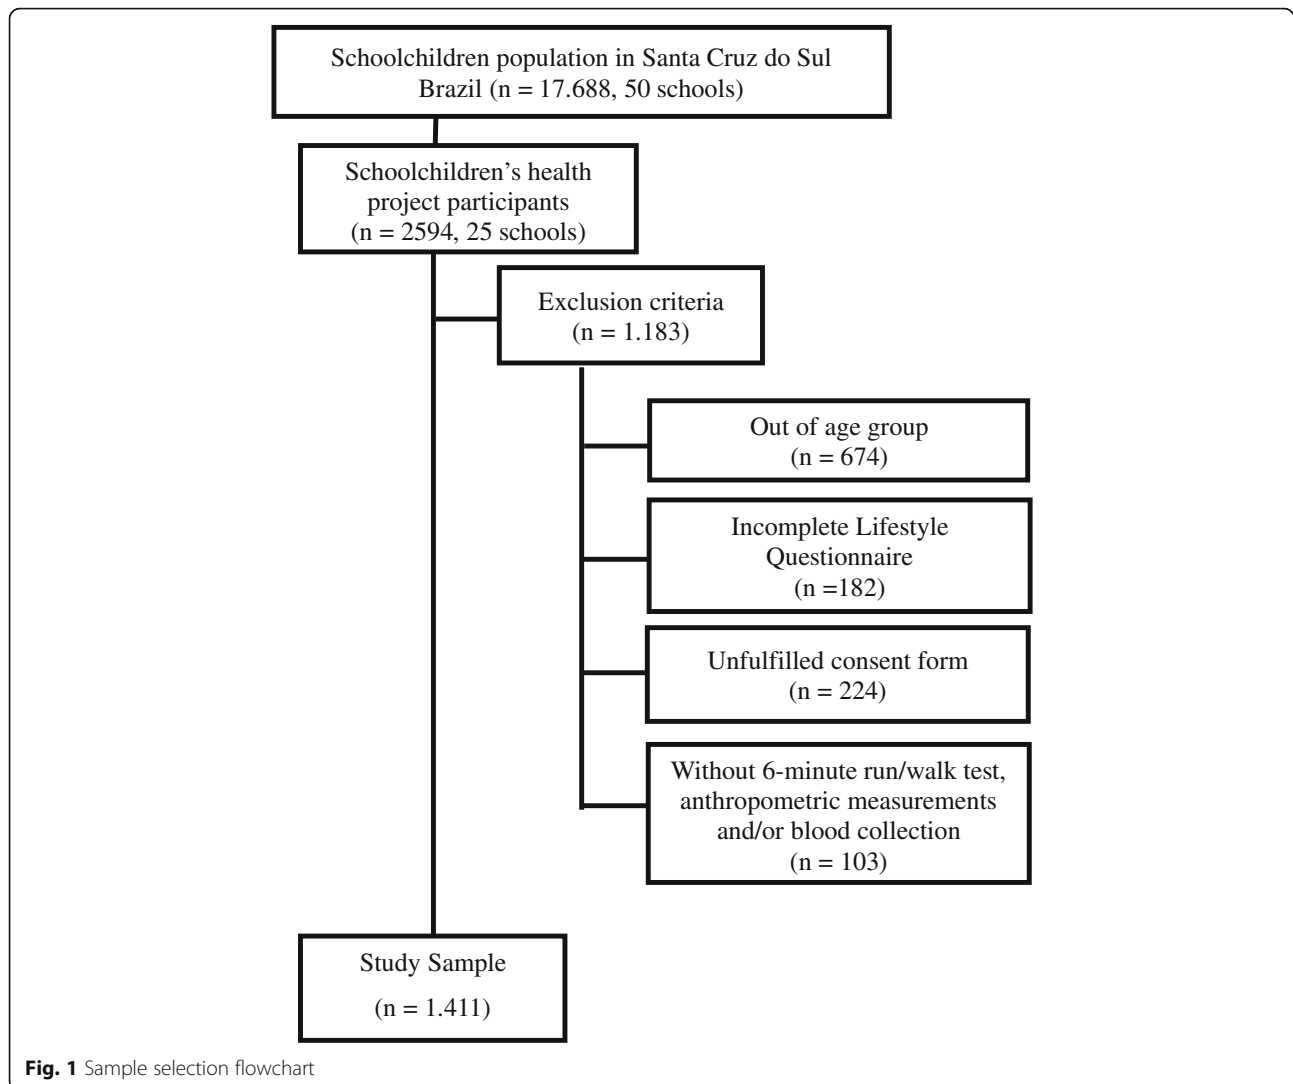 Schoolchildren population in Santa Cruz do Sul
Brazil (n = 17.688, 50 schools)
Schoolchildren’s health
project participants
(n = 2594, 25 schools)
Exclusion criteria
(n = 1.183)
Out of age group
(n = 674)
Incomplete Lifestyle
Questionnaire
(n =182)
Unfulfilled consent form
(n = 224)
Without 6-minute run/walk test,
anthropometric measurements
and/or blood collection
(n = 103)
Study Sample
(n = 1.411)
Fig. 1 Sample selection flowchart